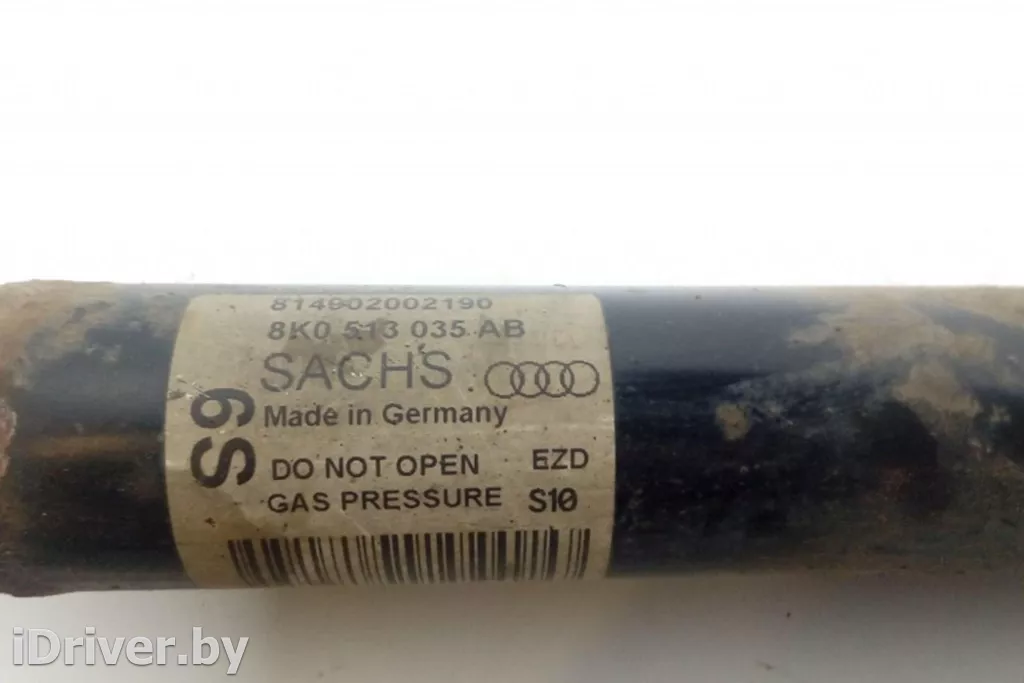 814902002190
8K0 513 035 AB
SACHS
S9
Made in Germany
DO NOT OPEN EZD
GAS PRESSURE S10
iDriver.by